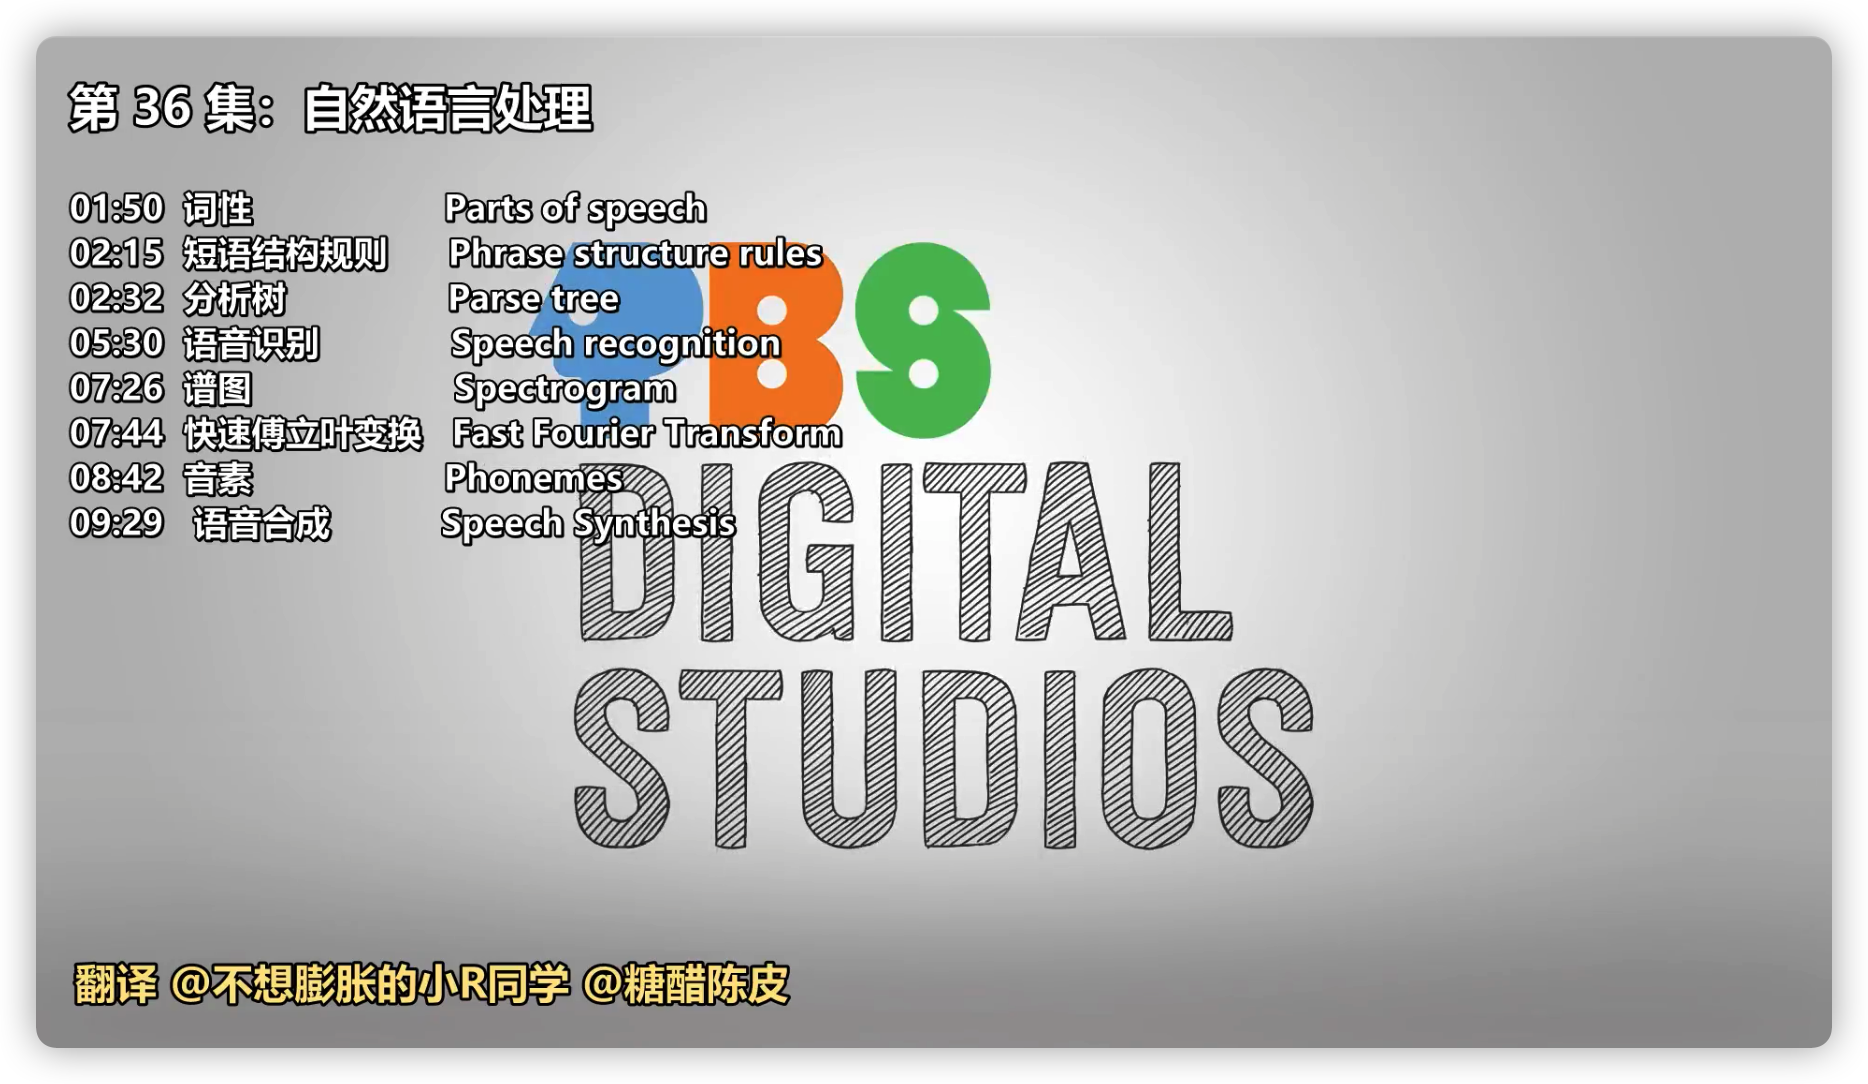 第 36 集：自然语言处理
01:50 词性 Parts of speech
02:15 短语结构规则 Phrase structure rules
02:32 分析树 Parse tree
05:30 语音识别 Speech recognition
07:26 谱图 Spectrogram
07:44 快速傅立叶变换 Fast Fourier Transform
08:42 音素 Phonemes
09:29 语音合成 Speech Synthesis
PBS
DIGITAL
STUDIOS
翻译 @不想膨胀的小R同学 @糖醋陈皮